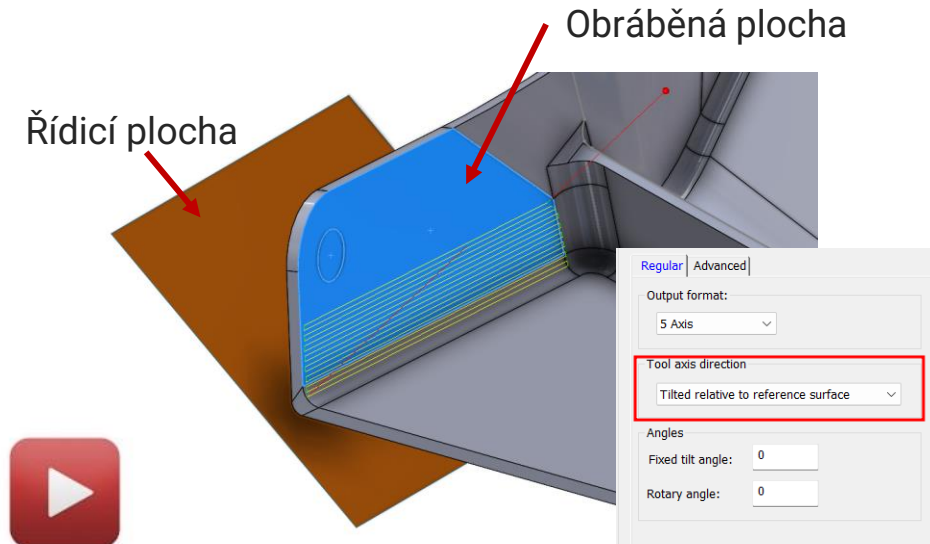 Obráběná plocha
Řídicí plocha
Regular Advanced
Output format:
5 Axis
Tool axis direction
Tilted relative to reference surface
Angles
Fixed tilt angle: 0
Rotary angle: 0